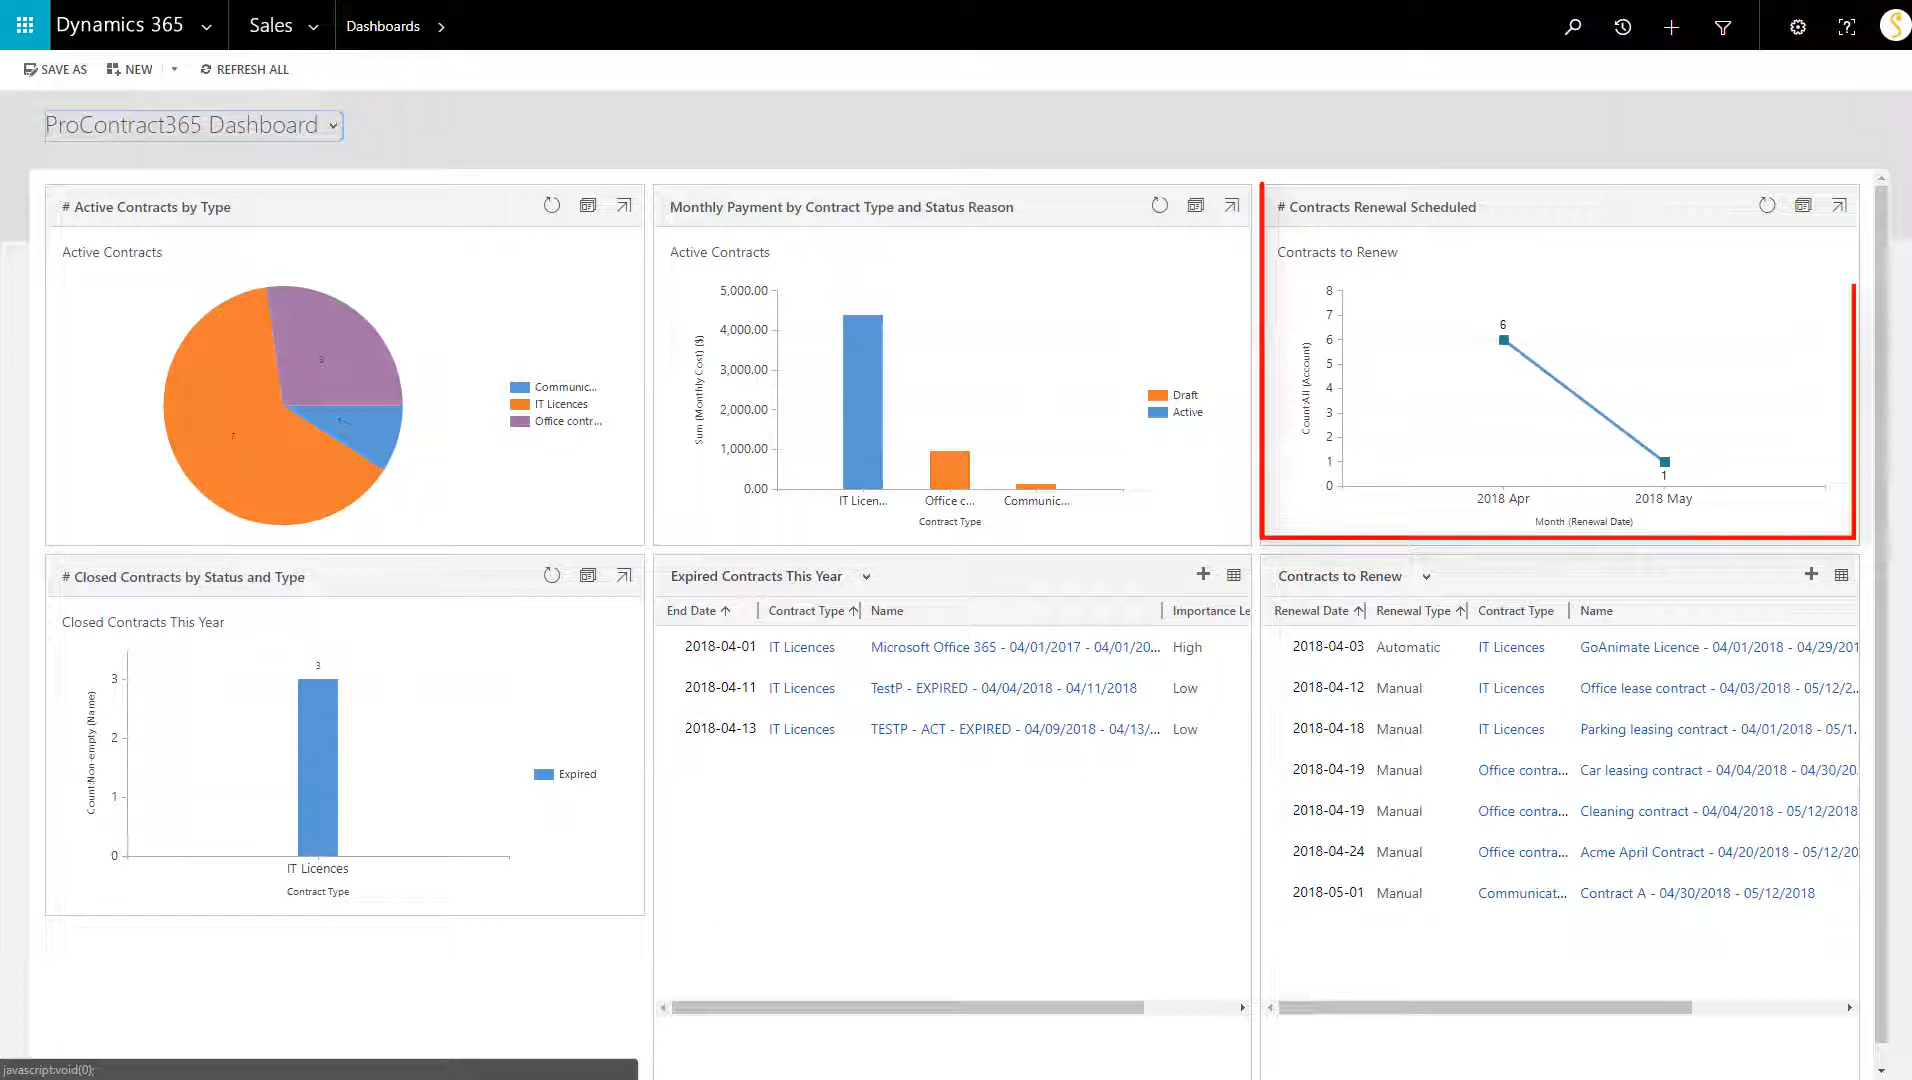 Dynamics 365
Sales
Dashboards
SAVE AS
NEW
REFRESH ALL
ProContract365 Dashboard
# Active Contracts by Type
Active Contracts
3
7
Communic...
IT Licences
Office contr...
Monthly Payment by Contract Type and Status Reason
Active Contracts
5,000.00
4,000.00
3,000.00
2,000.00
1,000.00
0.00
Sum (Monthly Cost) ($)
IT Licen...
Office c...
Communic...
Contract Type
Draft
Active
# Contracts Renewal Scheduled
Contracts to Renew
8
7
6
5
4
3
2
1
0
Count:All (Account)
6
1
2018 Apr
2018 May
Month (Renewal Date)
# Closed Contracts by Status and Type
Closed Contracts This Year
3
2
1
0
Count:Non-empty (Name)
3
IT Licences
Contract Type
Expired
Expired Contracts This Year
End Date Contract Type Name Importance Le
2018-04-01 IT Licences Microsoft Office 365 - 04/01/2017 - 04/01/20... High
2018-04-11 IT Licences TestP - EXPIRED - 04/04/2018 - 04/11/2018 Low
2018-04-13 IT Licences TESTP - ACT - EXPIRED - 04/09/2018 - 04/13/... Low
Contracts to Renew
Renewal Date Renewal Type Contract Type Name
2018-04-03 Automatic IT Licences GoAnimate Licence - 04/01/2018 - 04/29/201
2018-04-12 Manual IT Licences Office lease contract - 04/03/2018 - 05/12/2...
2018-04-18 Manual IT Licences Parking leasing contract - 04/01/2018 - 05/1...
2018-04-19 Manual Office contra... Car leasing contract - 04/04/2018 - 04/30/20
2018-04-19 Manual Office contra... Cleaning contract - 04/04/2018 - 05/12/2018
2018-04-24 Manual Office contra... Acme April Contract - 04/20/2018 - 05/12/20
2018-05-01 Manual Communicat... Contract A - 04/30/2018 - 05/12/2018
javascript:void(0);